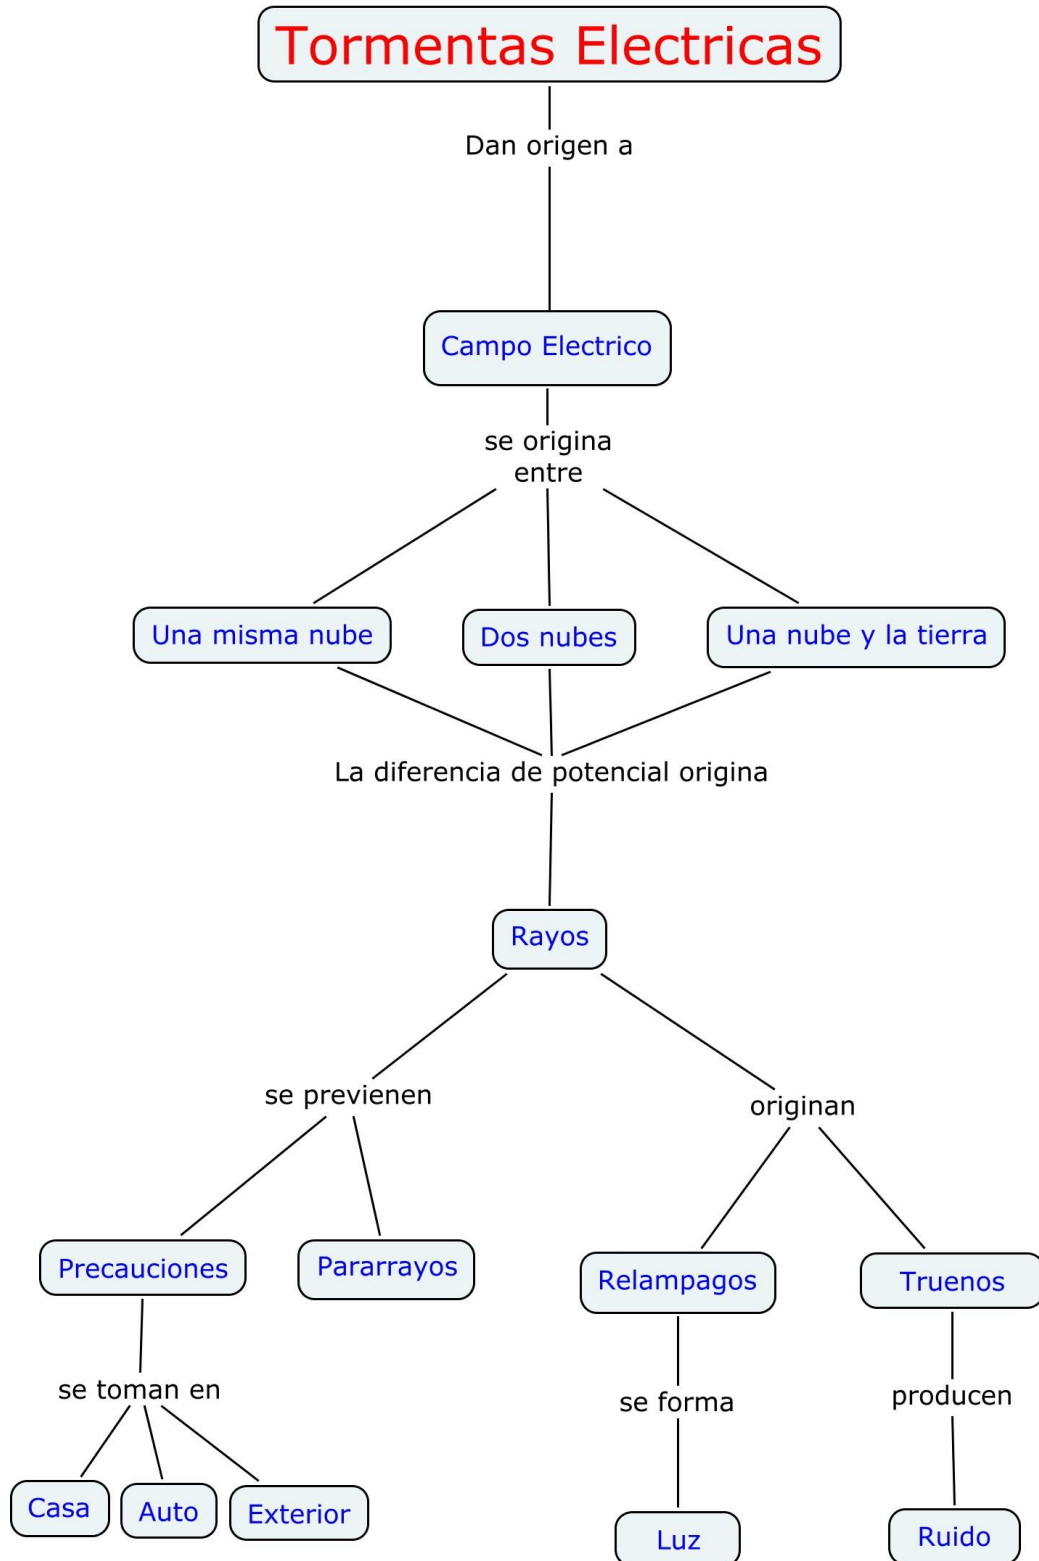 Tormentas Electricas
Dan origen a
Campo Electrico
se origina
entre
Una misma nube
Dos nubes
Una nube y la tierra
La diferencia de potencial origina
Rayos
se previenen
originan
Precauciones
Pararrayos
Relampagos
Truenos
se toman en
se forma
producen
Casa
Auto
Exterior
Luz
Ruido